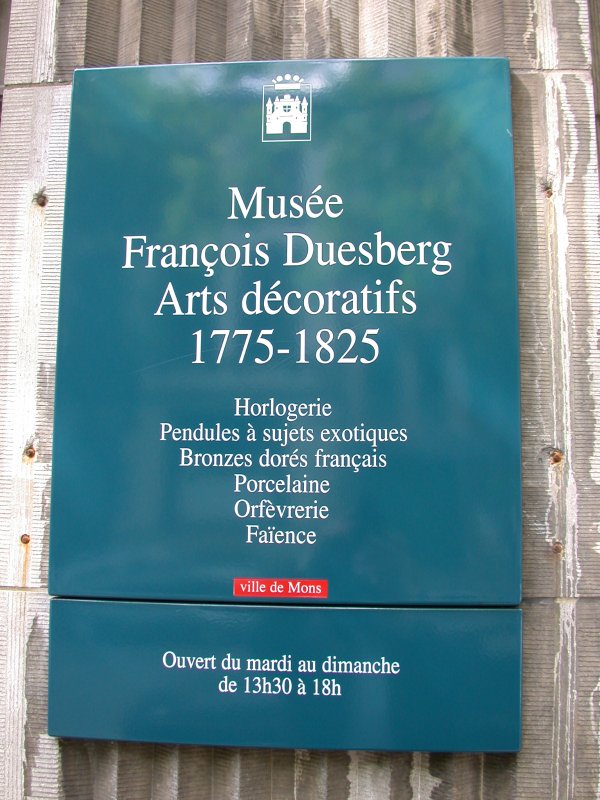 Musée
François Duesberg
Arts décoratifs
1775-1825
Horlogerie
Pendules à sujets exotiques
Bronzes dorés français
Porcelaine
Orfèvrerie
Faïence
ville de Mons
Ouvert du mardi au dimanche
de 13h30 à 18h